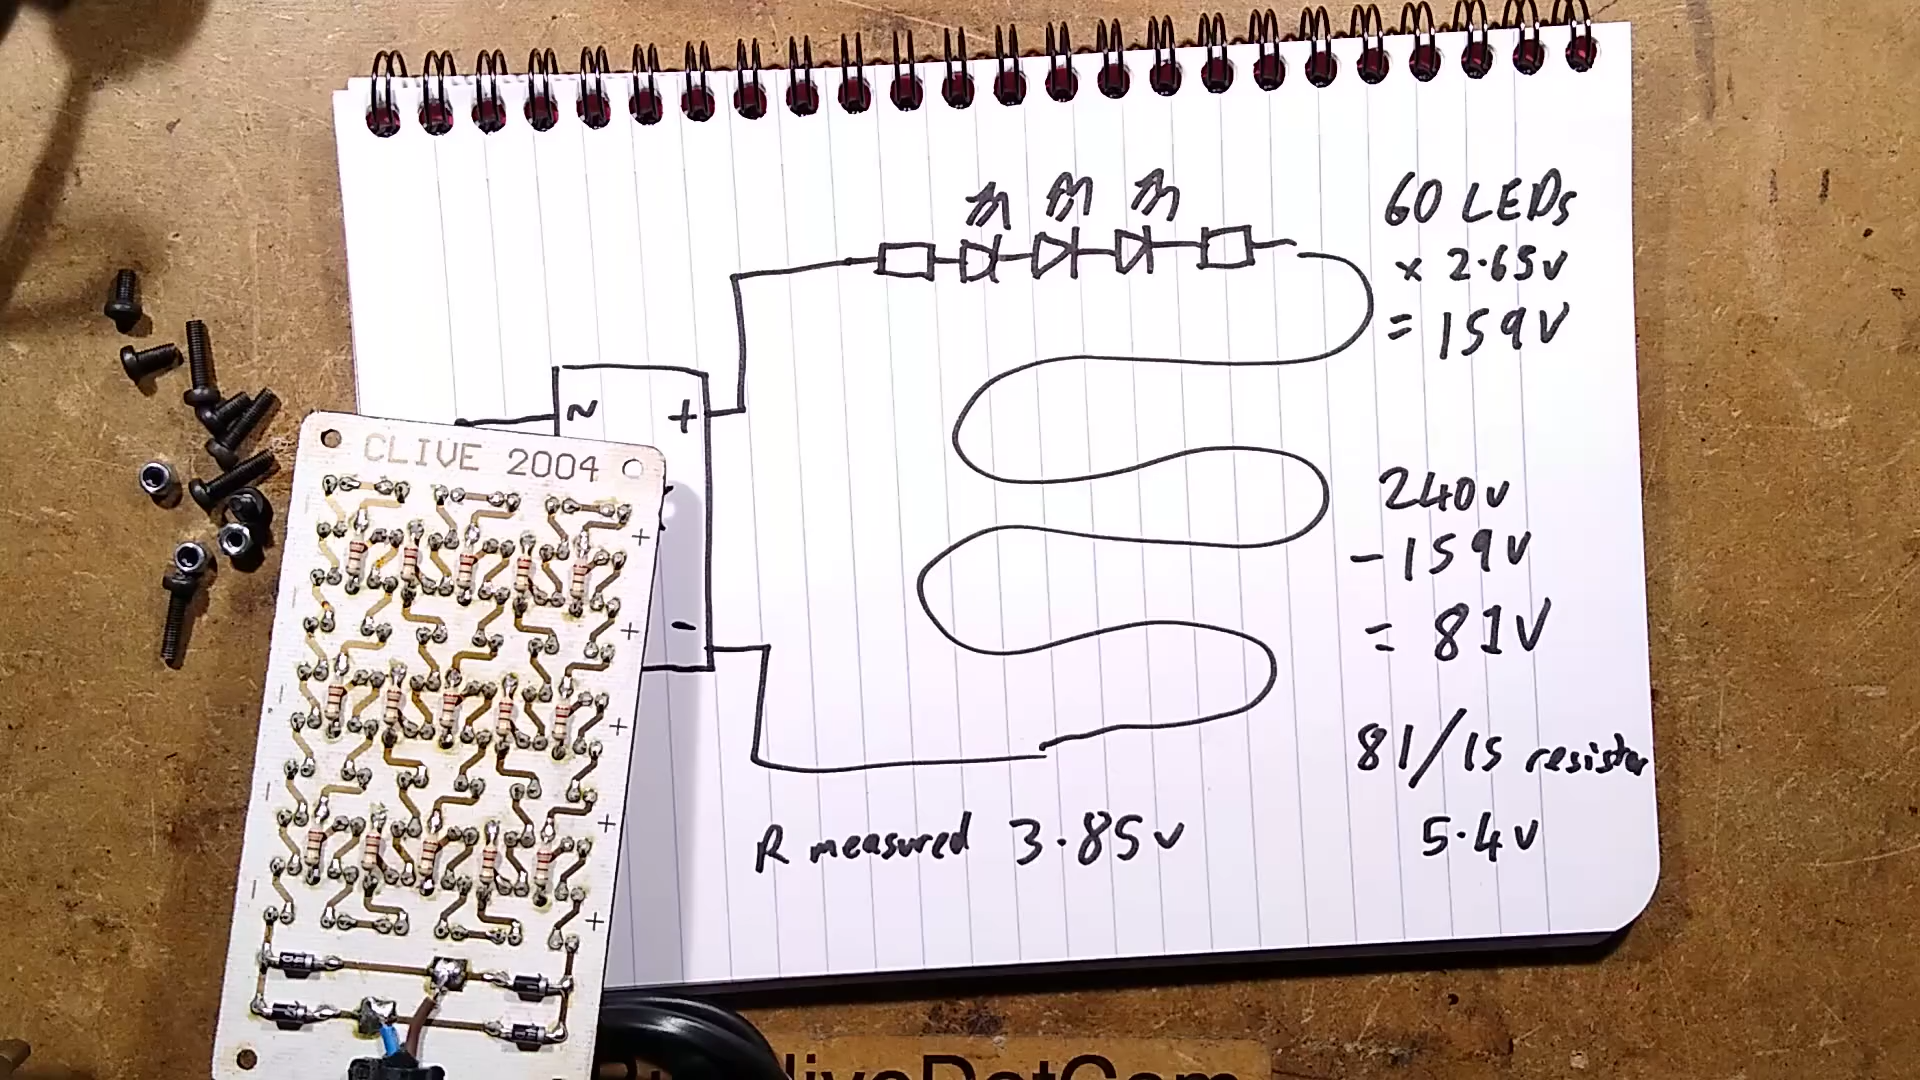 60 LEDs
x 2.65v
= 159V
~ +
-
CLIVE 2004
+
+
+
+
+
240v
-159v
= 81V
81/15 resistor
5.4v
R measured 3.85v